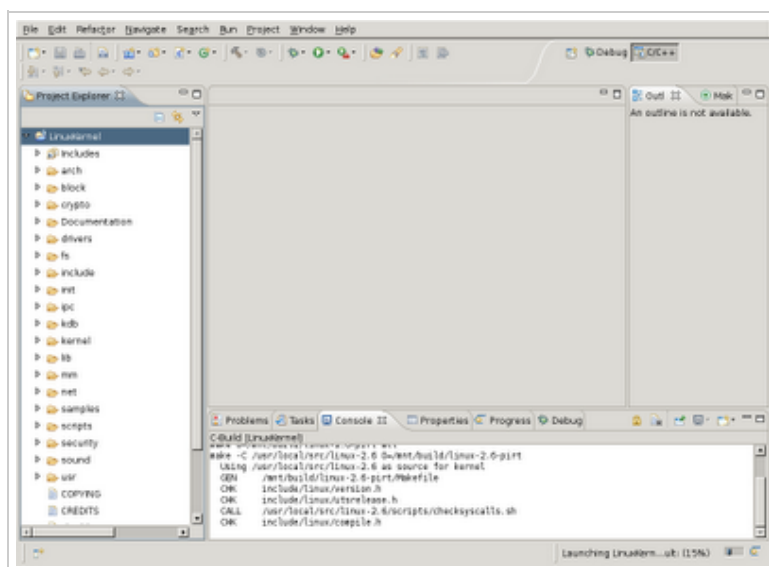 File Edit Refactor Navigate Search Run Project Window Help
Debug C/C++
Project Explorer
Outl Mak
An outline is not available.
LinuxKernel
Includes
arch
block
crypto
Documentation
drivers
fs
include
init
ipc
kdb
kernel
lib
mm
net
samples
scripts
security
sound
usr
COPYING
CREDITS
Problems Tasks Console Properties Progress Debug
C-Build [LinuxKernel]
make -C /usr/local/src/linux-2.6 O=/mnt/build/linux-2.6-pirt
Using /usr/local/src/linux-2.6 as source for kernel
GEN /mnt/build/linux-2.6-pirt/Makefile
CHK include/linux/version.h
CHK include/linux/utsrelease.h
CALL /usr/local/src/linux-2.6/scripts/checksyscalls.sh
CHK include/linux/compile.h
Launching LinuxKern...ult: (15%)